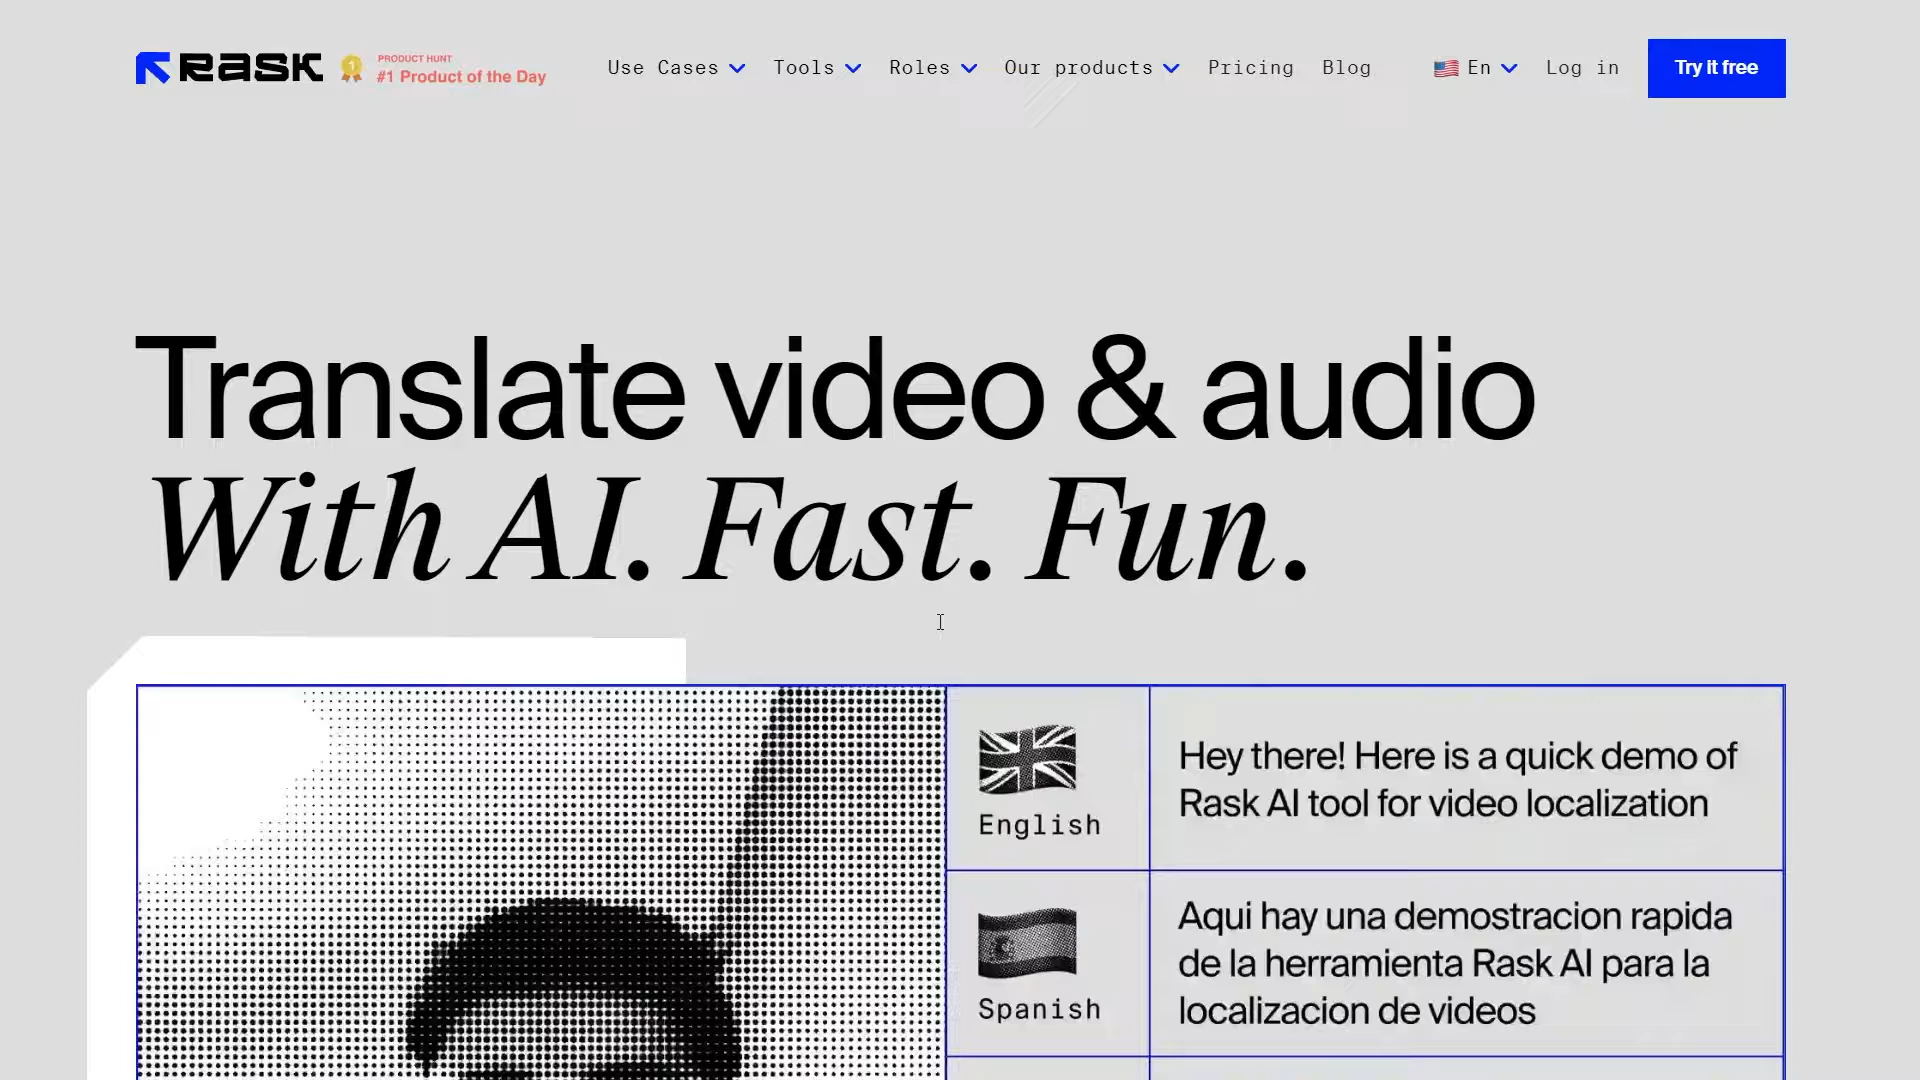 Rask
PRODUCT HUNT
#1 Product of the Day
1
Use Cases
Tools
Roles
Our products
Pricing
Blog
En
Log in
Try it free
Translate video & audio
With AI. Fast. Fun.
English
Hey there! Here is a quick demo of
Rask AI tool for video localization
Spanish
Aqui hay una demostracion rapida
de la herramienta Rask AI para la
localizacion de videos